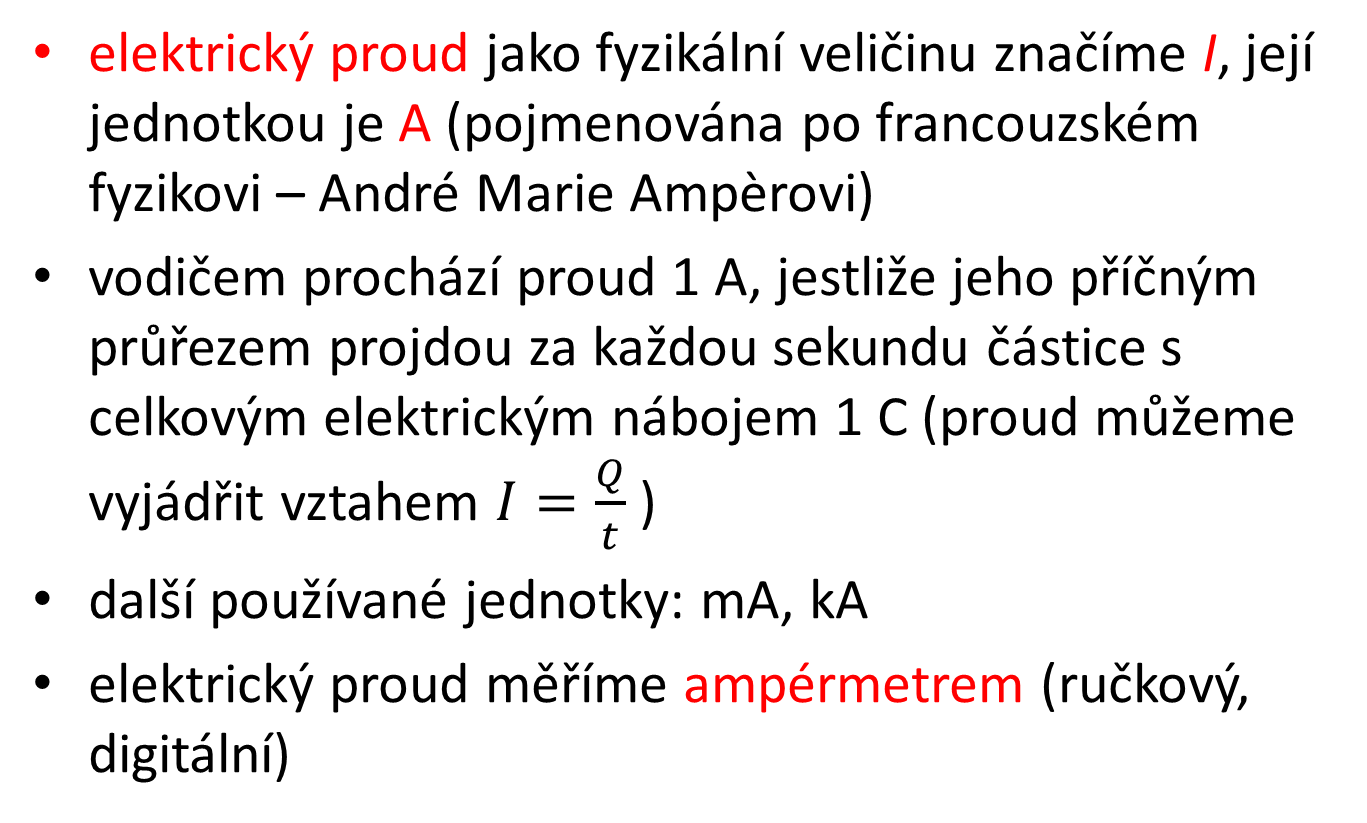 • elektrický proud jako fyzikální veličinu značíme I, její
jednotkou je A (pojmenována po francouzském
fyzikovi – André Marie Ampèrovi)
• vodičem prochází proud 1 A, jestliže jeho příčným
průřezem projdou za každou sekundu částice s
celkovým elektrickým nábojem 1 C (proud můžeme
vyjádřit vztahem I = Q/t )
• další používané jednotky: mA, kA
• elektrický proud měříme ampérmetrem (ručkový,
digitální)